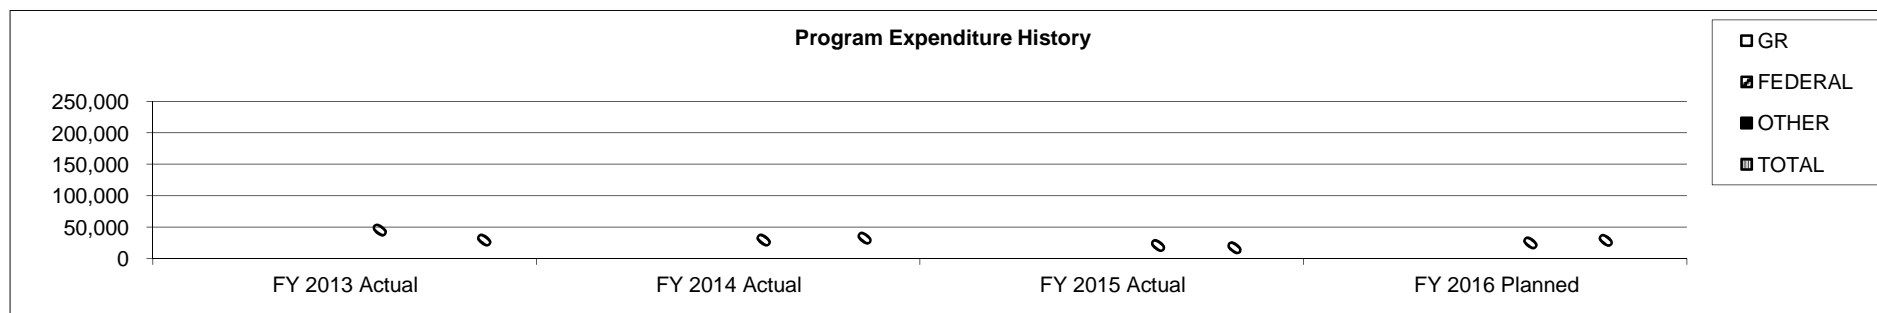 Program Expenditure History
GR
FEDERAL
OTHER
TOTAL
250,000
200,000
150,000
100,000
50,000
0
0
0
0
0
0
0
0
0
FY 2013 Actual
FY 2014 Actual
FY 2015 Actual
FY 2016 Planned